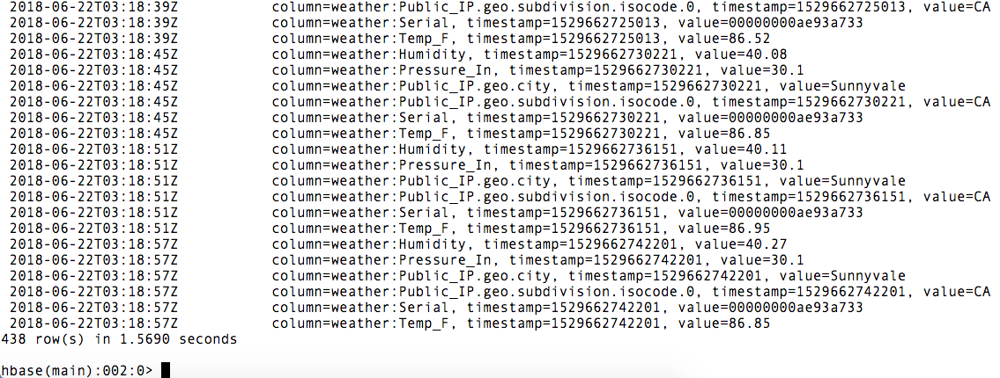 2018-06-22T03:18:39Z column=weather:Public_IP.geo.subdivision.isocode.0, timestamp=1529662725013, value=CA
2018-06-22T03:18:39Z column=weather:Serial, timestamp=1529662725013, value=00000000ae93a733
2018-06-22T03:18:39Z column=weather:Temp_F, timestamp=1529662725013, value=86.52
2018-06-22T03:18:45Z column=weather:Humidity, timestamp=1529662730221, value=40.08
2018-06-22T03:18:45Z column=weather:Pressure_In, timestamp=1529662730221, value=30.1
2018-06-22T03:18:45Z column=weather:Public_IP.geo.city, timestamp=1529662730221, value=Sunnyvale
2018-06-22T03:18:45Z column=weather:Public_IP.geo.subdivision.isocode.0, timestamp=1529662730221, value=CA
2018-06-22T03:18:45Z column=weather:Serial, timestamp=1529662730221, value=00000000ae93a733
2018-06-22T03:18:45Z column=weather:Temp_F, timestamp=1529662730221, value=86.85
2018-06-22T03:18:51Z column=weather:Humidity, timestamp=1529662736151, value=40.11
2018-06-22T03:18:51Z column=weather:Pressure_In, timestamp=1529662736151, value=30.1
2018-06-22T03:18:51Z column=weather:Public_IP.geo.city, timestamp=1529662736151, value=Sunnyvale
2018-06-22T03:18:51Z column=weather:Public_IP.geo.subdivision.isocode.0, timestamp=1529662736151, value=CA
2018-06-22T03:18:51Z column=weather:Serial, timestamp=1529662736151, value=00000000ae93a733
2018-06-22T03:18:51Z column=weather:Temp_F, timestamp=1529662736151, value=86.95
2018-06-22T03:18:57Z column=weather:Humidity, timestamp=1529662742201, value=40.27
2018-06-22T03:18:57Z column=weather:Pressure_In, timestamp=1529662742201, value=30.1
2018-06-22T03:18:57Z column=weather:Public_IP.geo.city, timestamp=1529662742201, value=Sunnyvale
2018-06-22T03:18:57Z column=weather:Public_IP.geo.subdivision.isocode.0, timestamp=1529662742201, value=CA
2018-06-22T03:18:57Z column=weather:Serial, timestamp=1529662742201, value=00000000ae93a733
2018-06-22T03:18:57Z column=weather:Temp_F, timestamp=1529662742201, value=86.85
438 row(s) in 1.5690 seconds
hbase(main):002:0>